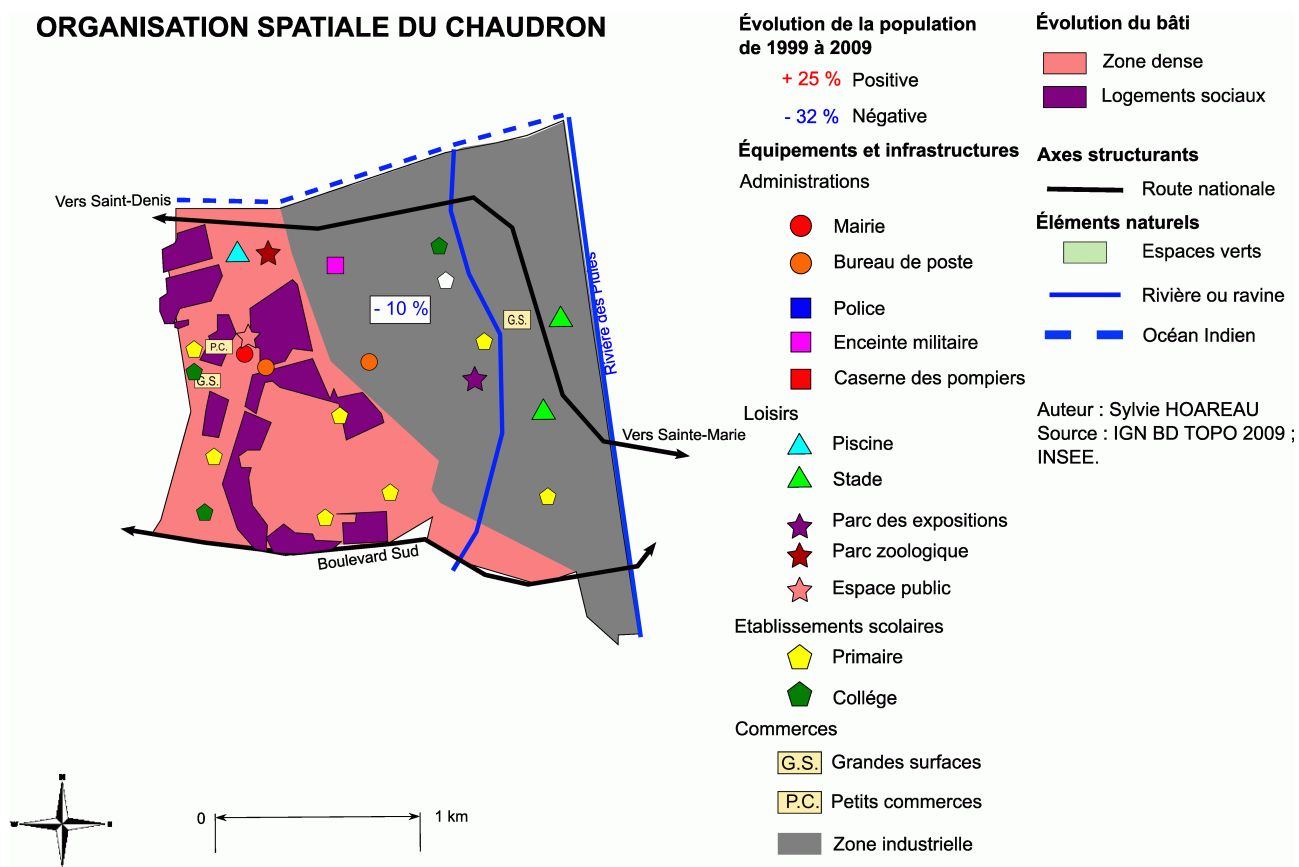 ORGANISATION SPATIALE DU CHAUDRON
Vers Saint-Denis
- 10 %
G.S.
P.C.
G.S.
Rivière des Pluies
Vers Sainte-Marie
Boulevard Sud
N
W
E
S
0
1 km
Évolution de la population
de 1999 à 2009
+ 25 %
Positive
- 32 %
Négative
Équipements et infrastructures
Administrations
Mairie
Bureau de poste
Police
Enceinte militaire
Caserne des pompiers
Loisirs
Piscine
Stade
Parc des expositions
Parc zoologique
Espace public
Etablissements scolaires
Primaire
Collége
Commerces
G.S.
Grandes surfaces
P.C.
Petits commerces
Zone industrielle
Évolution du bâti
Zone dense
Logements sociaux
Axes structurants
Route nationale
Éléments naturels
Espaces verts
Rivière ou ravine
Océan Indien
Auteur : Sylvie HOAREAU
Source : IGN BD TOPO 2009 ;
INSEE.